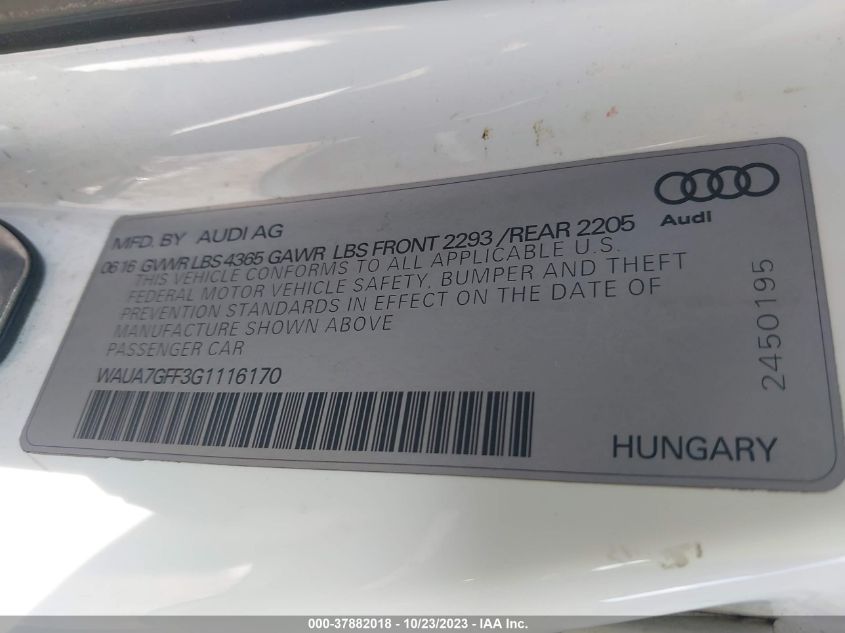 MFD. BY AUDI AG
0616 GVWR LBS 4365 GAWR LBS FRONT 2293 /REAR 2205
THIS VEHICLE CONFORMS TO ALL APPLICABLE U.S.
FEDERAL MOTOR VEHICLE SAFETY, BUMPER AND THEFT
PREVENTION STANDARDS IN EFFECT ON THE DATE OF
MANUFACTURE SHOWN ABOVE
PASSENGER CAR
WAUA7GFF3G1116170
Audi
2450195
HUNGARY
000-37882018 - 10/23/2023 - IAA Inc.